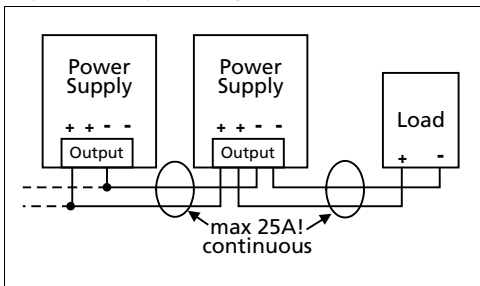 Power
Supply
+ + - -
Output
Power
Supply
+ + - -
Output
Load
+ -
max 25A!
continuous